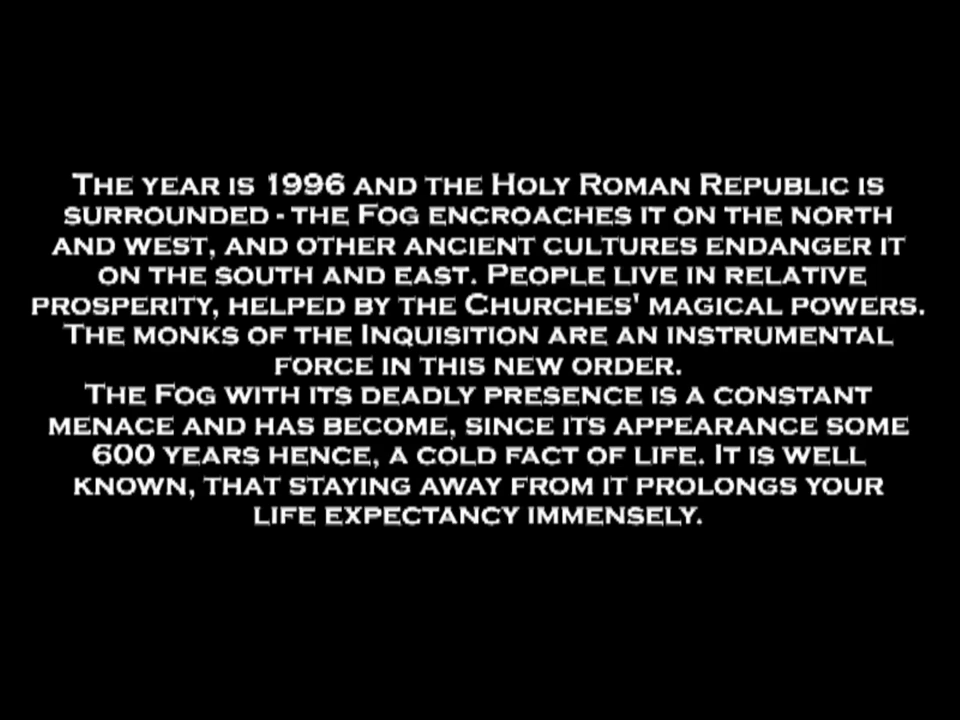 The year is 1996 and the Holy Roman Republic is
surrounded - the Fog encroaches it on the north
and west, and other ancient cultures endanger it
on the south and east. People live in relative
prosperity, helped by the Churches' magical powers.
The monks of the Inquisition are an instrumental
force in this new order.
The Fog with its deadly presence is a constant
menace and has become, since its appearance some
600 years hence, a cold fact of life. It is well
known, that staying away from it prolongs your
life expectancy immensely.